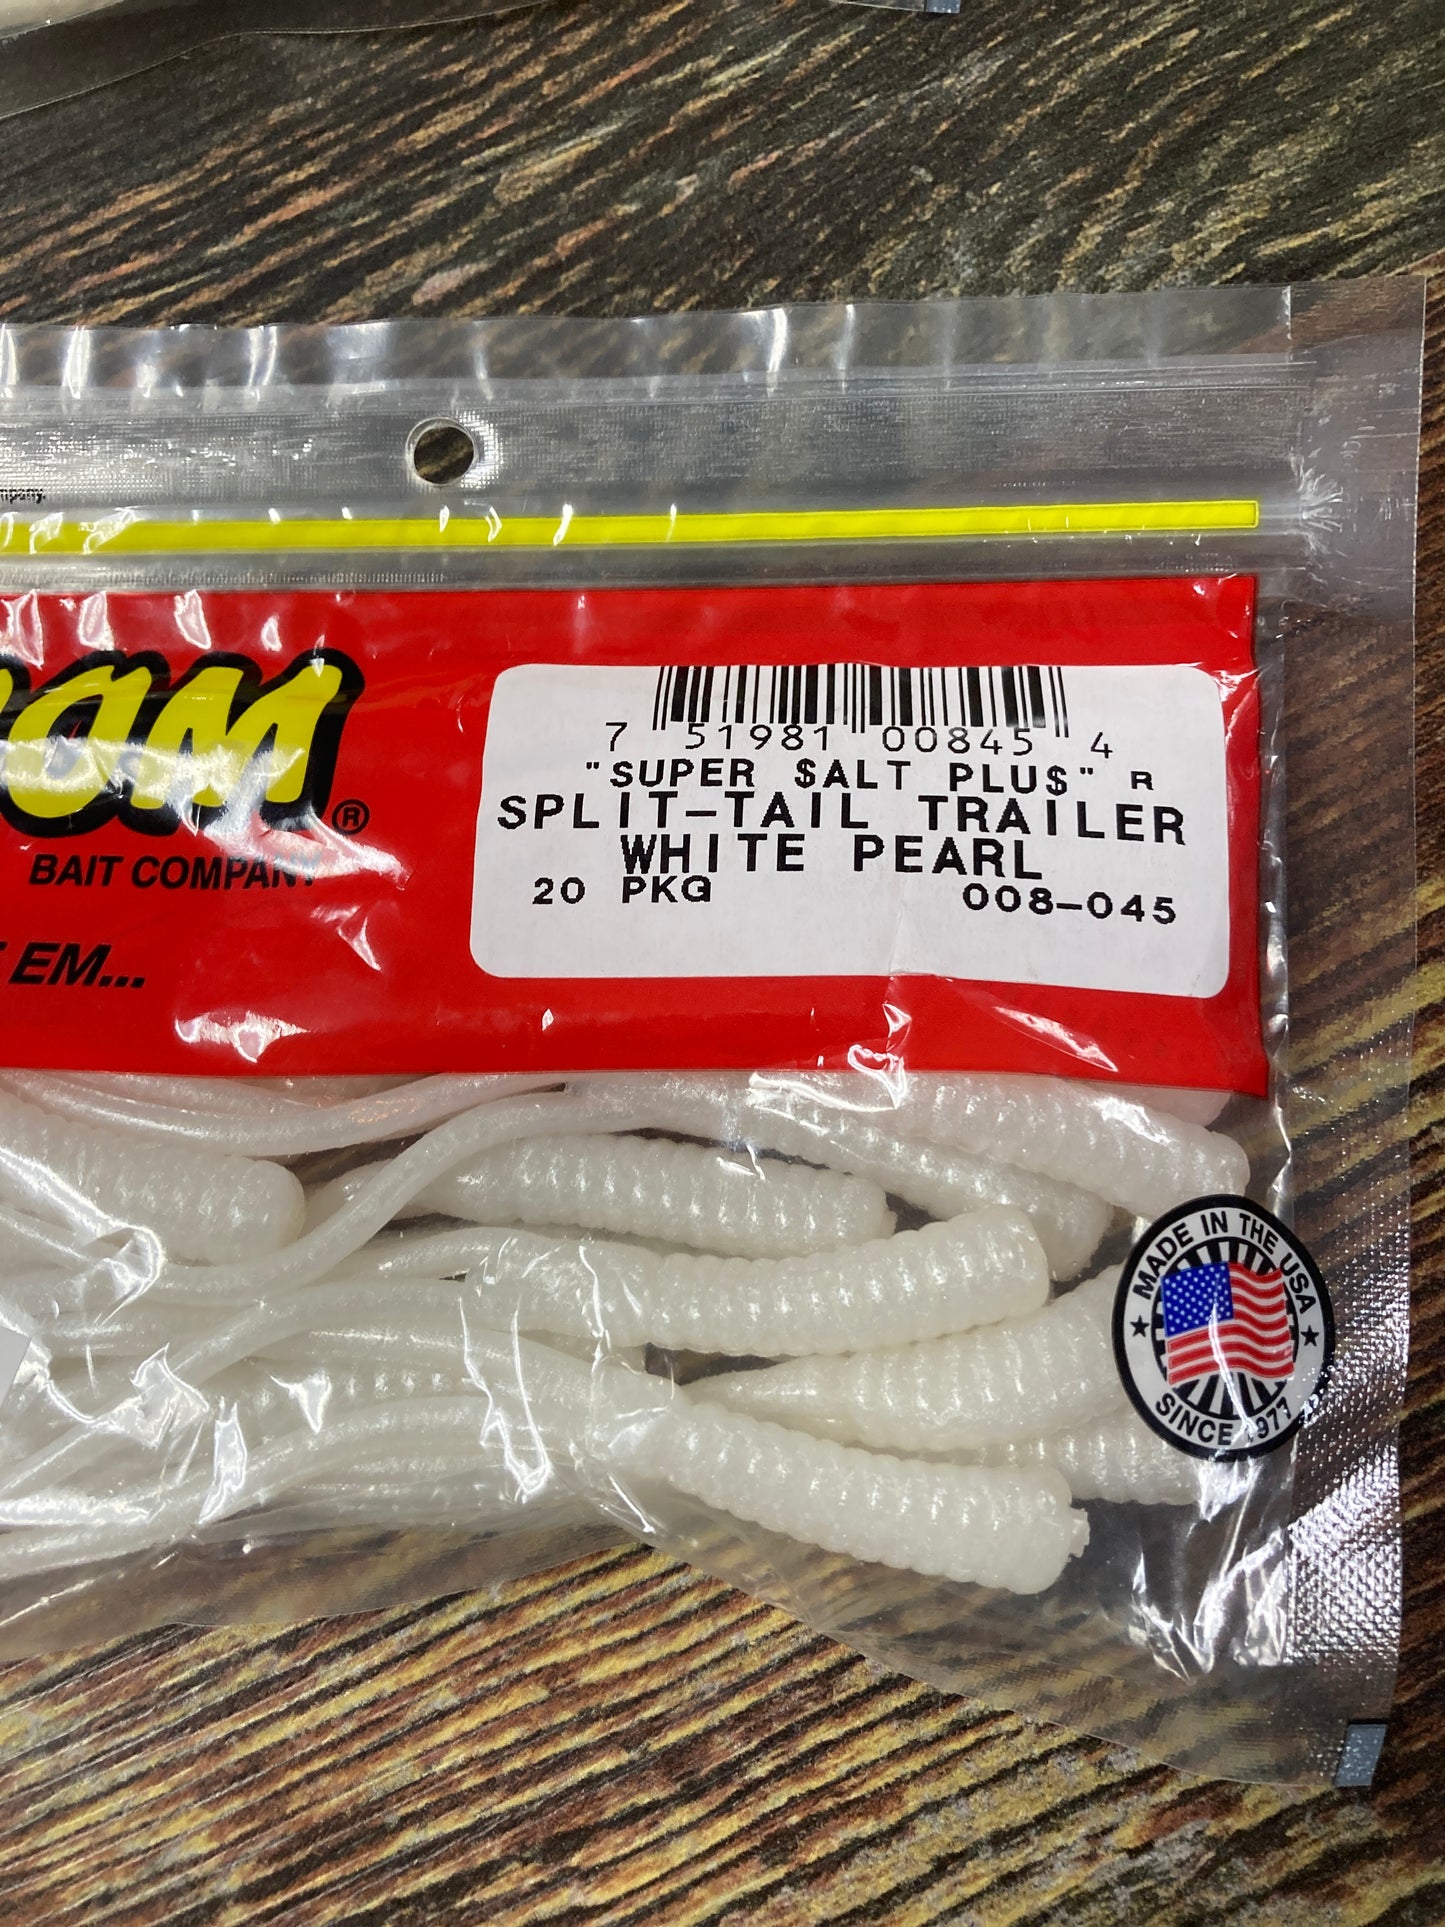 7 51981 00845 4
"SUPER $ALT PLU$" R
SPLIT-TAIL TRAILER
WHITE PEARL
20 PKG 008-045
®
BAIT COMPANY
EM...
MADE IN THE USA
SINCE 1977